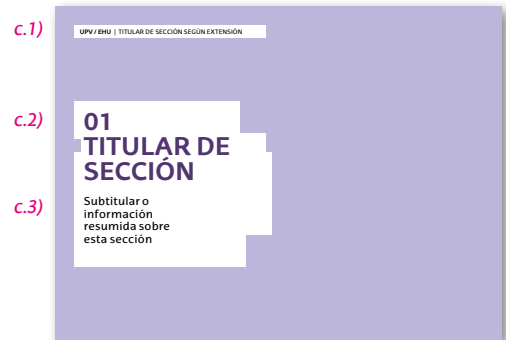 c.1)
UPV / EHU | TITULAR DE SECCIÓN SEGÚN EXTENSIÓN
c.2)
01
TITULAR DE
SECCIÓN
c.3)
Subtitular o
información
resumida sobre
esta sección